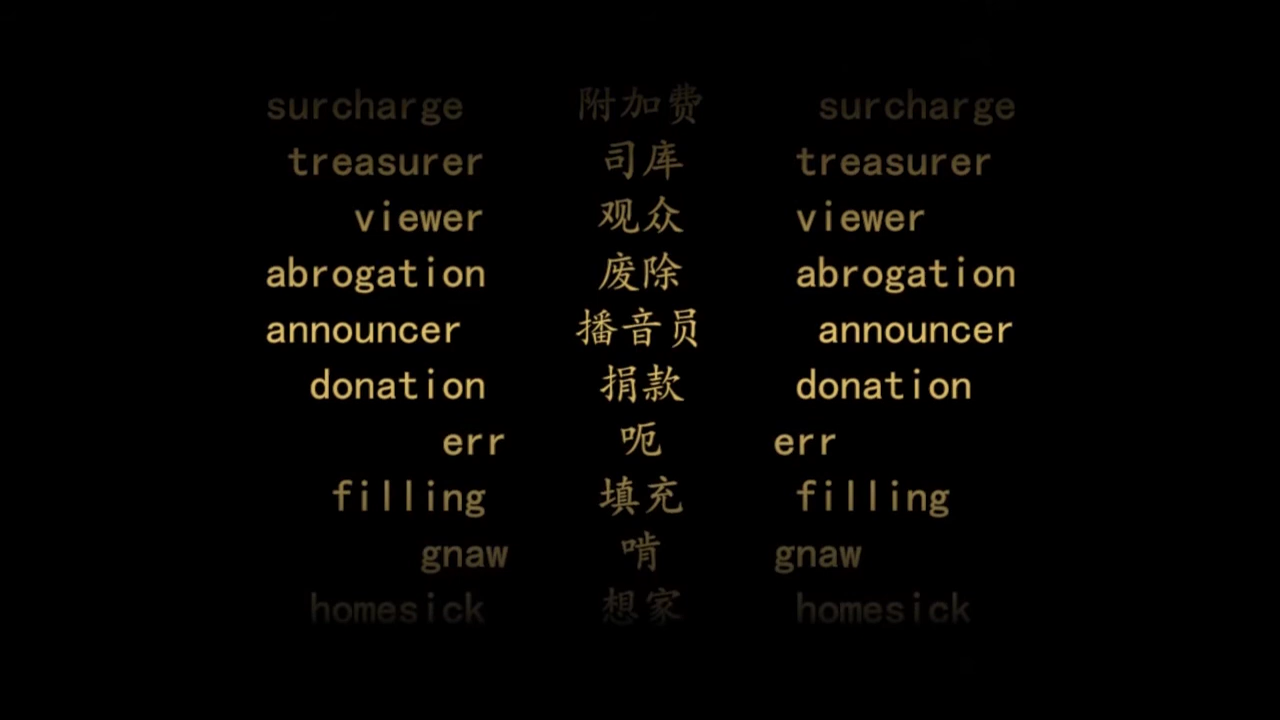 surcharge 附加费 surcharge
treasurer 司库 treasurer
viewer 观众 viewer
abrogation 废除 abrogation
announcer 播音员 announcer
donation 捐款 donation
err 呃 err
filling 填充 filling
gnaw 啃 gnaw
homesick 想家 homesick